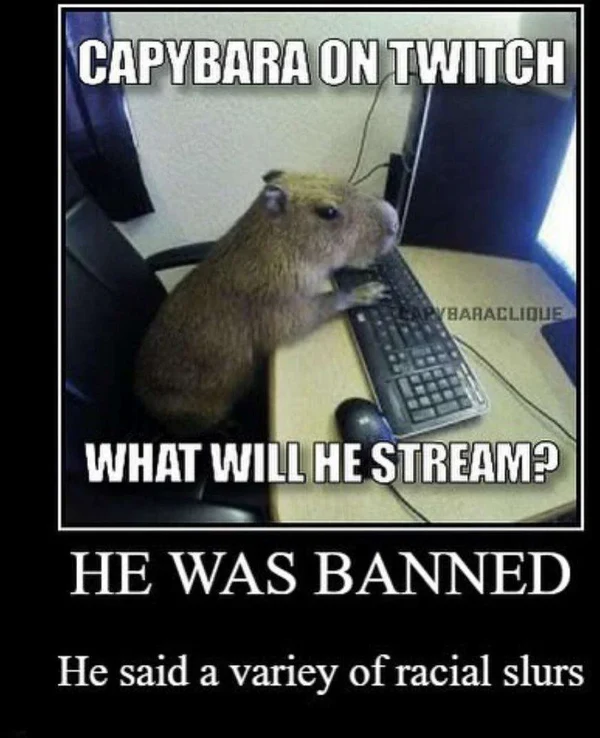 CAPYBARA ON TWITCH
CAPYBARACLIQUE
WHAT WILL HE STREAM?
HE WAS BANNED
He said a variey of racial slurs